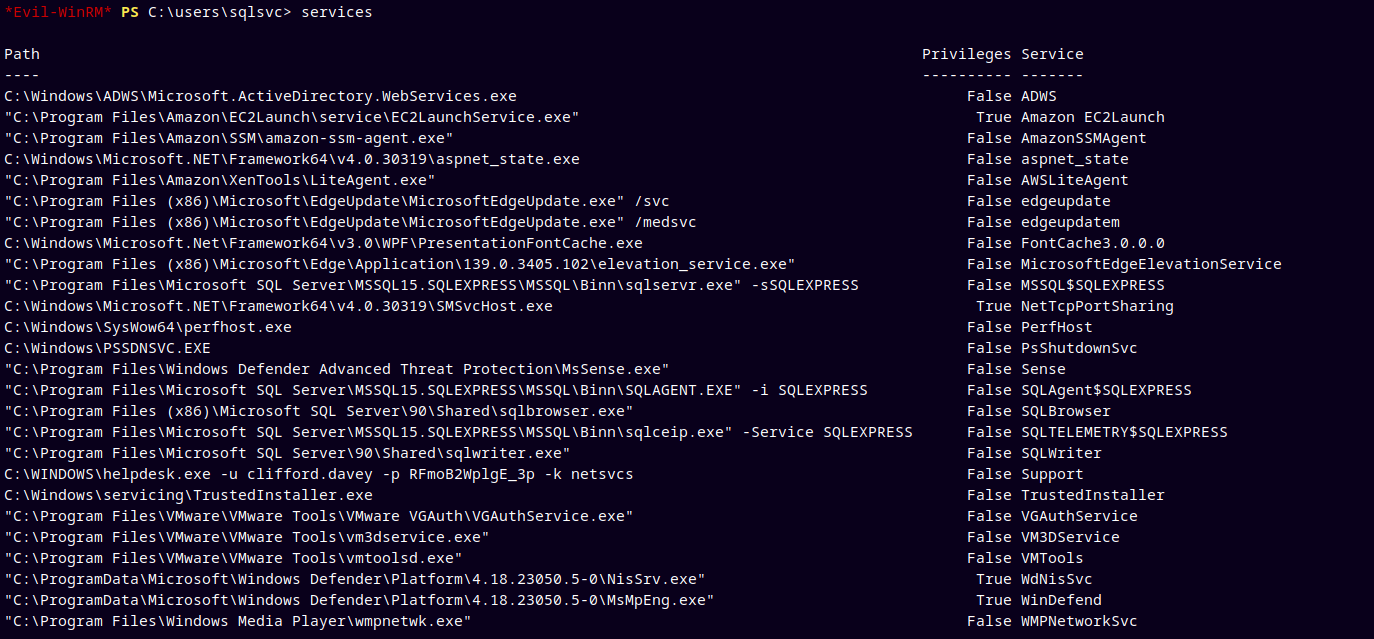 *Evil-WinRM* PS C:\users\sqlsvc> services
Path Privileges Service
---- ---------- -------
C:\Windows\ADWS\Microsoft.ActiveDirectory.WebServices.exe False ADWS
"C:\Program Files\Amazon\EC2Launch\service\EC2LaunchService.exe" True Amazon EC2Launch
"C:\Program Files\Amazon\SSM\amazon-ssm-agent.exe" False AmazonSSMAgent
C:\Windows\Microsoft.NET\Framework64\v4.0.30319\aspnet_state.exe False aspnet_state
"C:\Program Files\Amazon\XenTools\LiteAgent.exe" False AWSLiteAgent
"C:\Program Files (x86)\Microsoft\EdgeUpdate\MicrosoftEdgeUpdate.exe" /svc False edgeupdate
"C:\Program Files (x86)\Microsoft\EdgeUpdate\MicrosoftEdgeUpdate.exe" /medsvc False edgeupdatem
C:\Windows\Microsoft.Net\Framework64\v3.0\WPF\PresentationFontCache.exe False FontCache3.0.0.0
"C:\Program Files (x86)\Microsoft\Edge\Application\139.0.3405.102\elevation_service.exe" False MicrosoftEdgeElevationService
"C:\Program Files\Microsoft SQL Server\MSSQL15.SQLEXPRESS\MSSQL\Binn\sqlservr.exe" -sSQLEXPRESS False MSSQL$SQLEXPRESS
C:\Windows\Microsoft.NET\Framework64\v4.0.30319\SMSvcHost.exe True NetTcpPortSharing
C:\Windows\SysWow64\perfhost.exe False PerfHost
C:\Windows\PSSDNSVC.EXE False PsShutdownSvc
"C:\Program Files\Windows Defender Advanced Threat Protection\MsSense.exe" False Sense
"C:\Program Files\Microsoft SQL Server\MSSQL15.SQLEXPRESS\MSSQL\Binn\SQLAGENT.EXE" -i SQLEXPRESS False SQLAgent$SQLEXPRESS
"C:\Program Files (x86)\Microsoft SQL Server\90\Shared\sqlbrowser.exe" False SQLBrowser
"C:\Program Files\Microsoft SQL Server\MSSQL15.SQLEXPRESS\MSSQL\Binn\sqlceip.exe" -Service SQLEXPRESS False SQLTELEMETRY$SQLEXPRESS
"C:\Program Files\Microsoft SQL Server\90\Shared\sqlwriter.exe" False SQLWriter
C:\WINDOWS\helpdesk.exe -u clifford.davey -p RFmoB2WplgE_3p -k netsvcs False Support
C:\Windows\servicing\TrustedInstaller.exe False TrustedInstaller
"C:\Program Files\VMware\VMware Tools\VMware VGAuth\VGAuthService.exe" False VGAuthService
"C:\Program Files\VMware\VMware Tools\vm3dservice.exe" False VM3DService
"C:\Program Files\VMware\VMware Tools\vmtoolsd.exe" False VMTools
"C:\ProgramData\Microsoft\Windows Defender\Platform\4.18.23050.5-0\NisSrv.exe" True WdNisSvc
"C:\ProgramData\Microsoft\Windows Defender\Platform\4.18.23050.5-0\MsMpEng.exe" True WinDefend
"C:\Program Files\Windows Media Player\wmpnetwk.exe" False WMPNetworkSvc